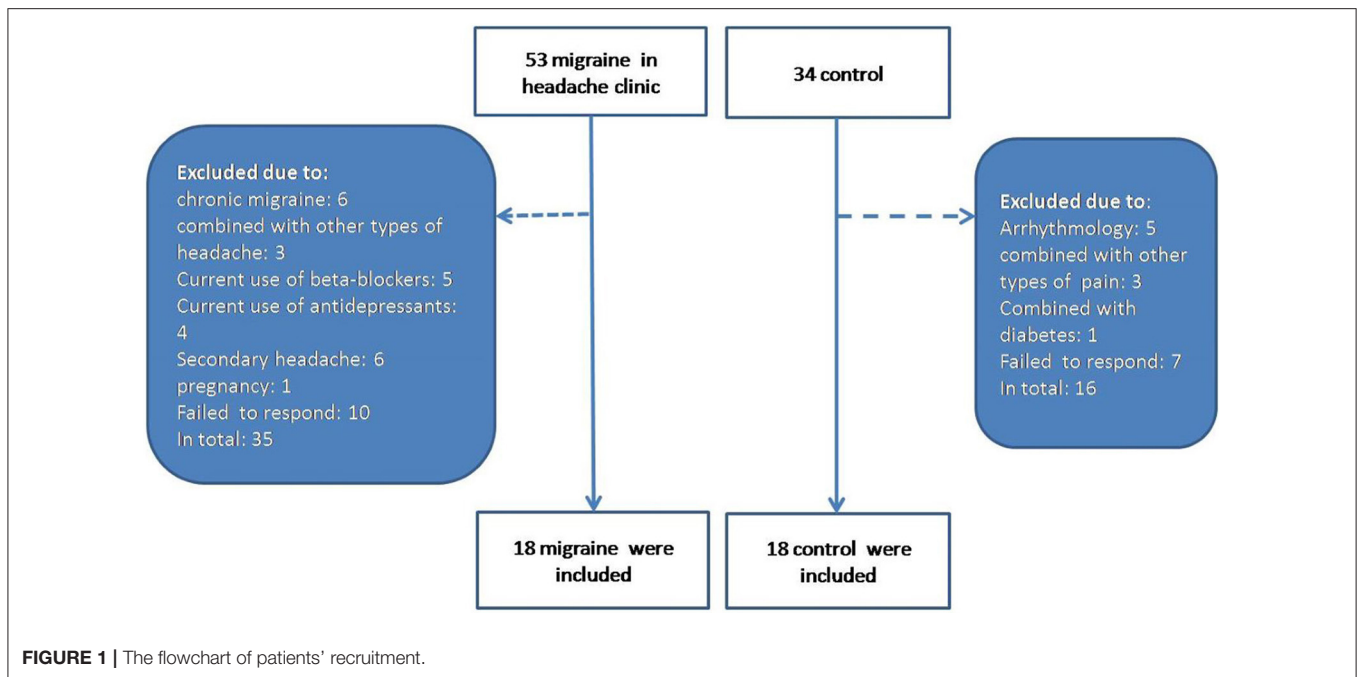 53 migraine in
headache clinic
34 control
Excluded due to:
chronic migraine: 6
combined with other types of
headache: 3
Current use of beta-blockers: 5
Current use of antidepressants:
4
Secondary headache: 6
pregnancy: 1
Failed to respond: 10
In total: 35
Excluded due to:
Arrhythmology: 5
combined with other
types of pain: 3
Combined with
diabetes: 1
Failed to respond: 7
In total: 16
18 migraine were
included
18 control were
included
FIGURE 1 | The flowchart of patients' recruitment.